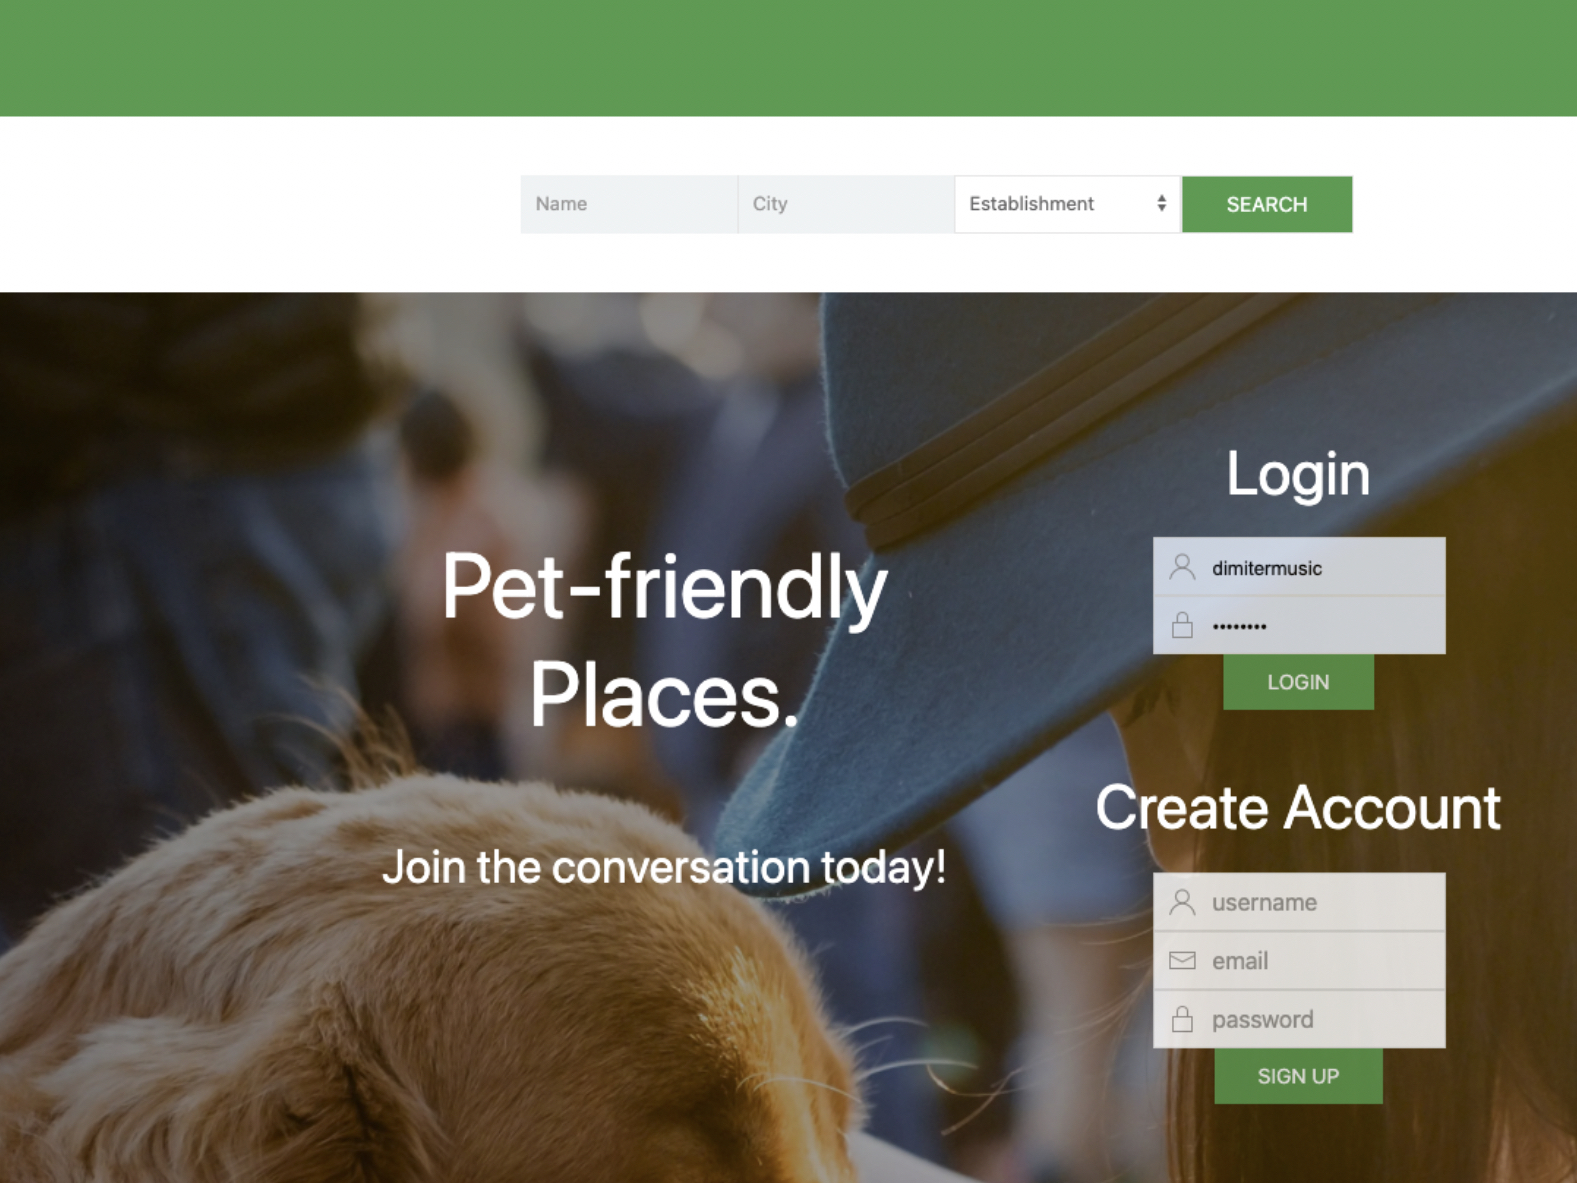 Name City Establishment SEARCH
Pet-friendly
Places.
Join the conversation today!
Login
dimitermusic
••••••••
LOGIN
Create Account
username
email
password
SIGN UP